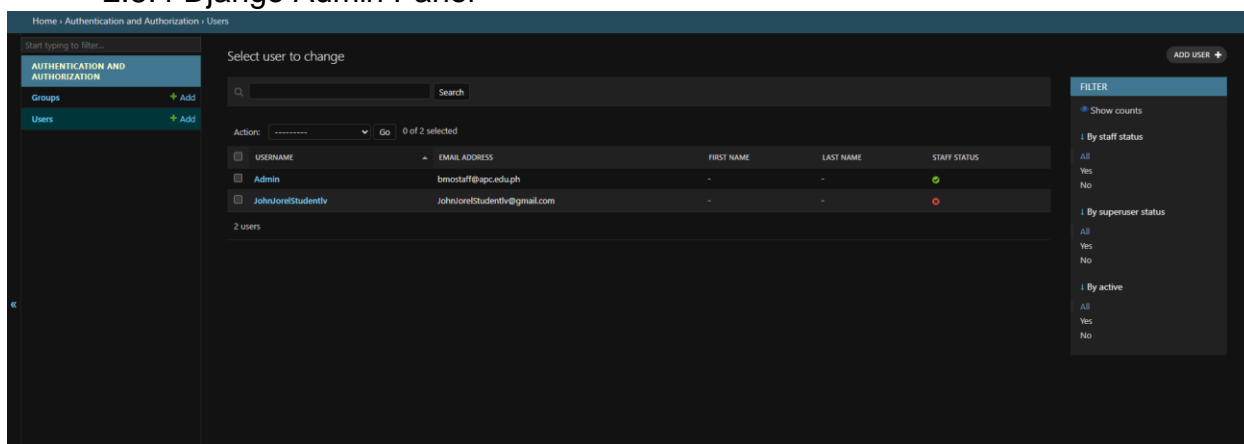 2.3.4 Django Admin Panel
Home › Authentication and Authorization › Users
Start typing to filter...
AUTHENTICATION AND
AUTHORIZATION
Groups + Add
Users + Add
«
Select user to change
ADD USER +
Search
Action: --------- Go 0 of 2 selected
USERNAME EMAIL ADDRESS FIRST NAME LAST NAME STAFF STATUS
Admin bmostaff@apc.edu.ph - -
JohnJorelStudentlv JohnJorelStudentlv@gmail.com - -
2 users
FILTER
Show counts
↓ By staff status
All
Yes
No
↓ By superuser status
All
Yes
No
↓ By active
All
Yes
No